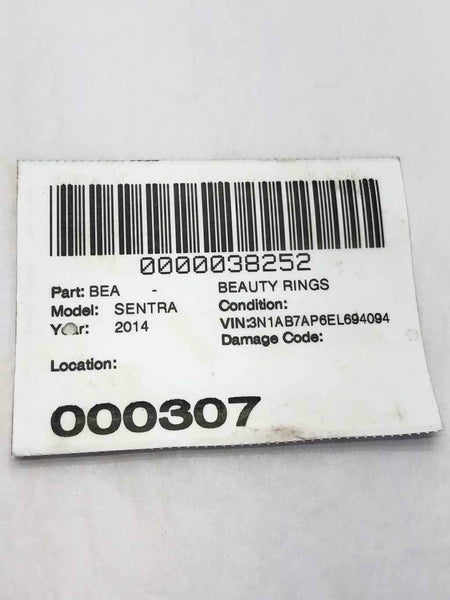 0000038252
Part: BEA - BEAUTY RINGS
Model: SENTRA Condition:
Year: 2014 VIN:3N1AB7AP6EL694094
Damage Code:
Location:
000307